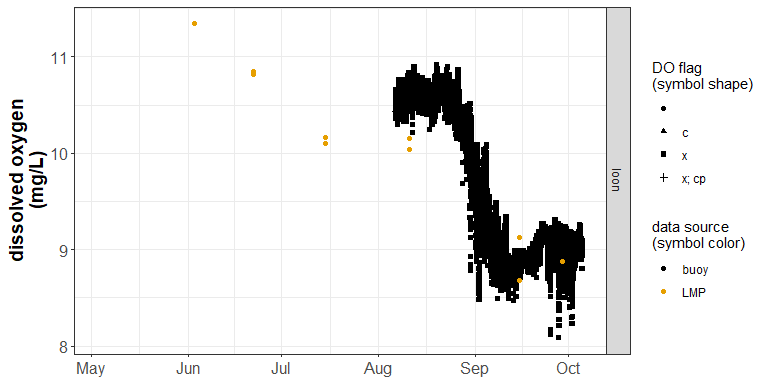 dissolved oxygen
(mg/L)
11
10
9
8
May
Jun
Jul
Aug
Sep
Oct
loon
DO flag
(symbol shape)
c
x
x; cp
data source
(symbol color)
buoy
LMP